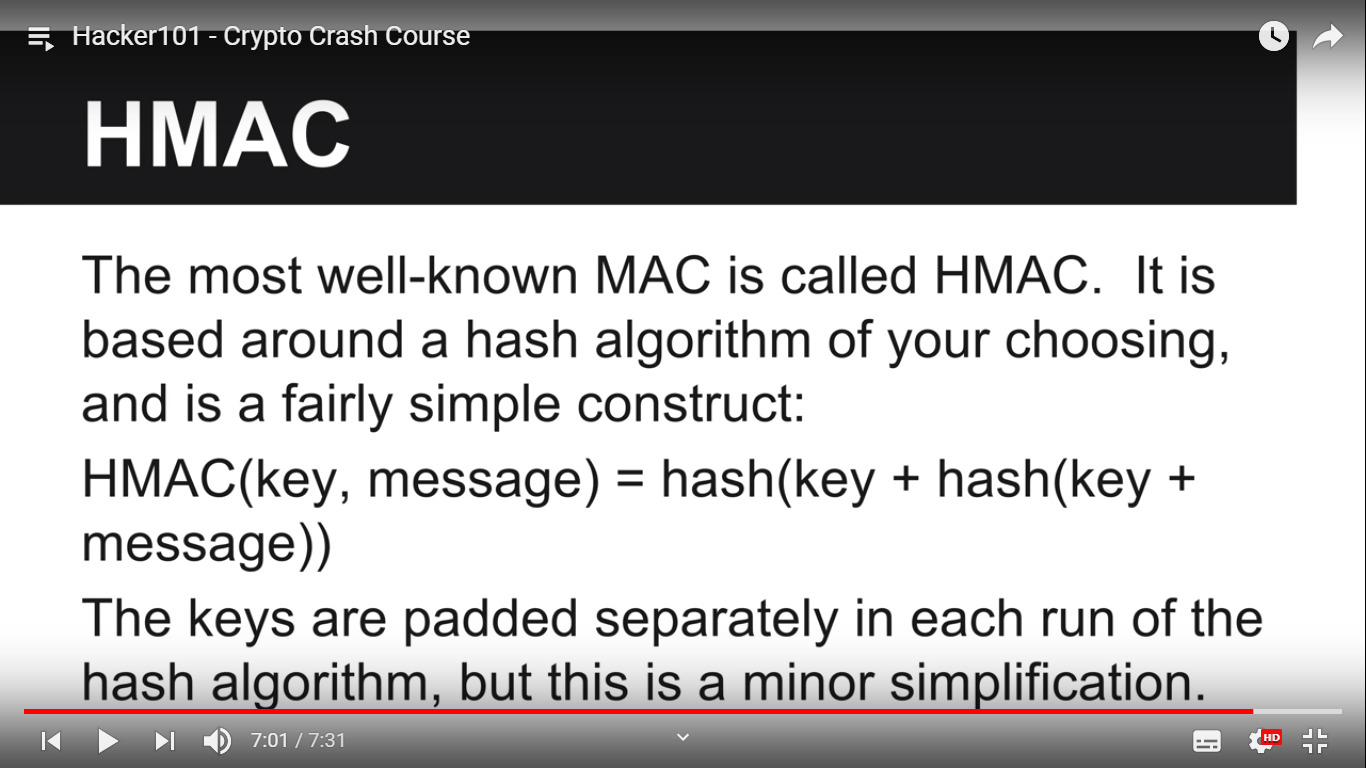 Hacker101 - Crypto Crash Course
HMAC
The most well-known MAC is called HMAC.  It is
based around a hash algorithm of your choosing,
and is a fairly simple construct:
HMAC(key, message) = hash(key + hash(key +
message))
The keys are padded separately in each run of the
hash algorithm, but this is a minor simplification.
7:01 / 7:31
HD